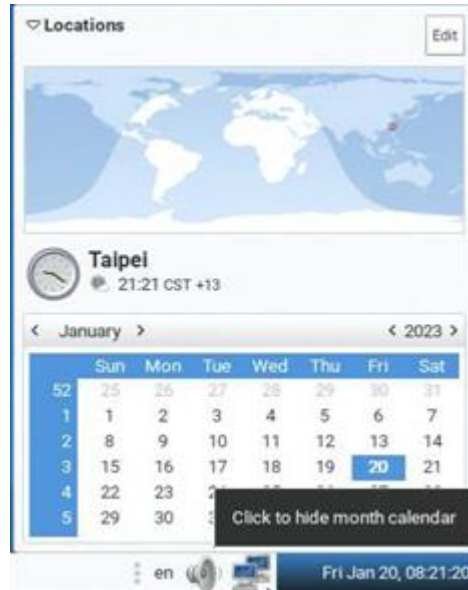 Locations
Edit
Taipei
21:21 CST +13
< January > < 2023 >
Sun Mon Tue Wed Thu Fri Sat
52 25 26 27 28 29 30 31
1 1 2 3 4 5 6 7
2 8 9 10 11 12 13 14
3 15 16 17 18 19 20 21
4 22 23
5 29 30
Click to hide month calendar
en
Fri Jan 20, 08:21:20